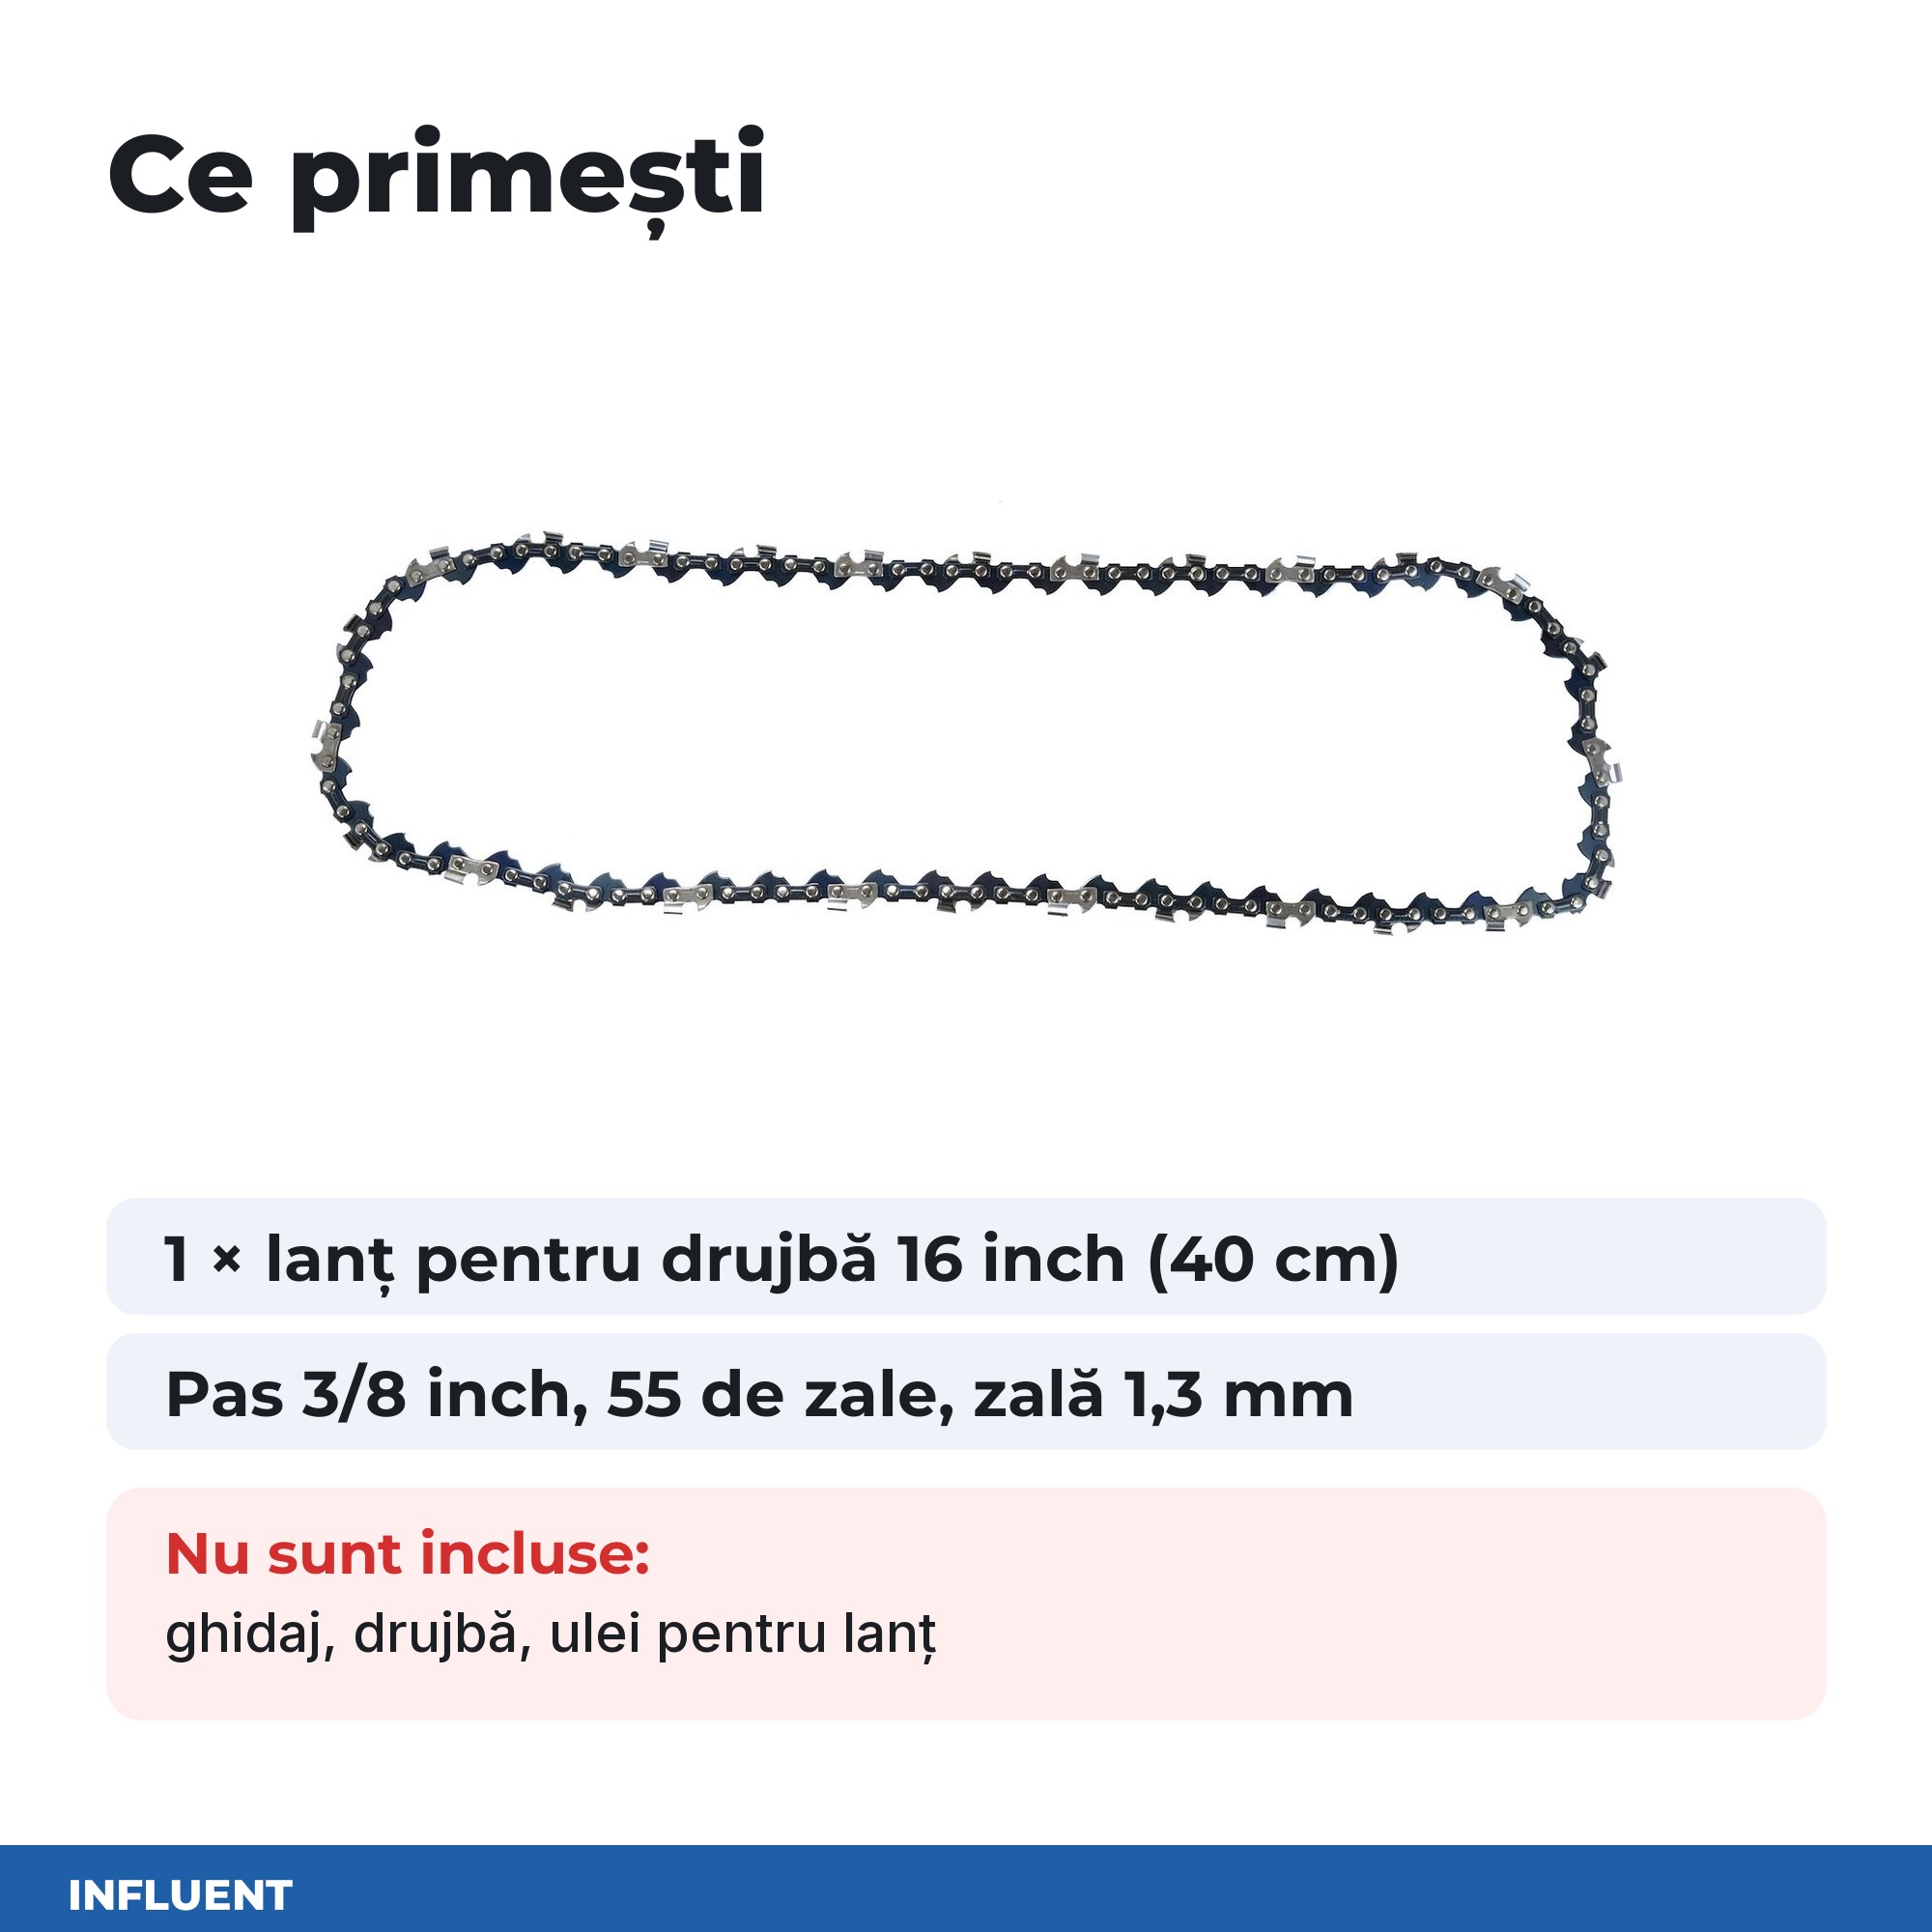 Ce primești
1 × lanț pentru drujbă 16 inch (40 cm)
Pas 3/8 inch, 55 de zale, zală 1,3 mm
Nu sunt incluse:
ghidaj, drujbă, ulei pentru lanț
INFLUENT